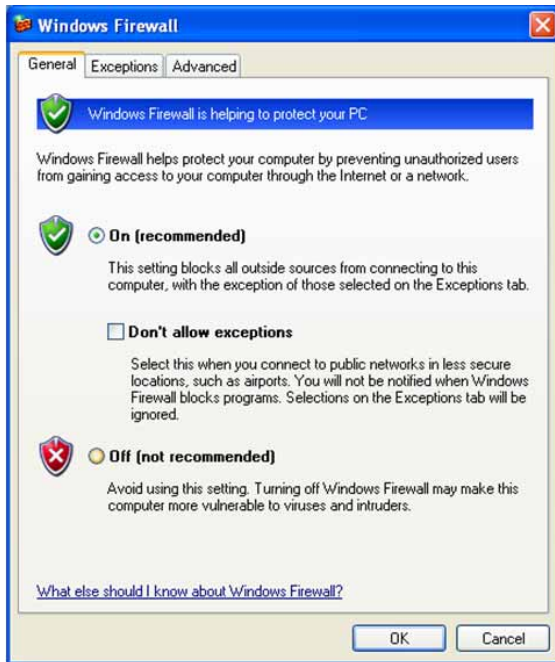 Windows Firewall
General Exceptions Advanced
Windows Firewall is helping to protect your PC
Windows Firewall helps protect your computer by preventing unauthorized users
from gaining access to your computer through the Internet or a network.
On (recommended)
This setting blocks all outside sources from connecting to this
computer, with the exception of those selected on the Exceptions tab.
Don't allow exceptions
Select this when you connect to public networks in less secure
locations, such as airports. You will not be notified when Windows
Firewall blocks programs. Selections on the Exceptions tab will be
ignored.
Off (not recommended)
Avoid using this setting. Turning off Windows Firewall may make this
computer more vulnerable to viruses and intruders.
What else should I know about Windows Firewall?
OK Cancel